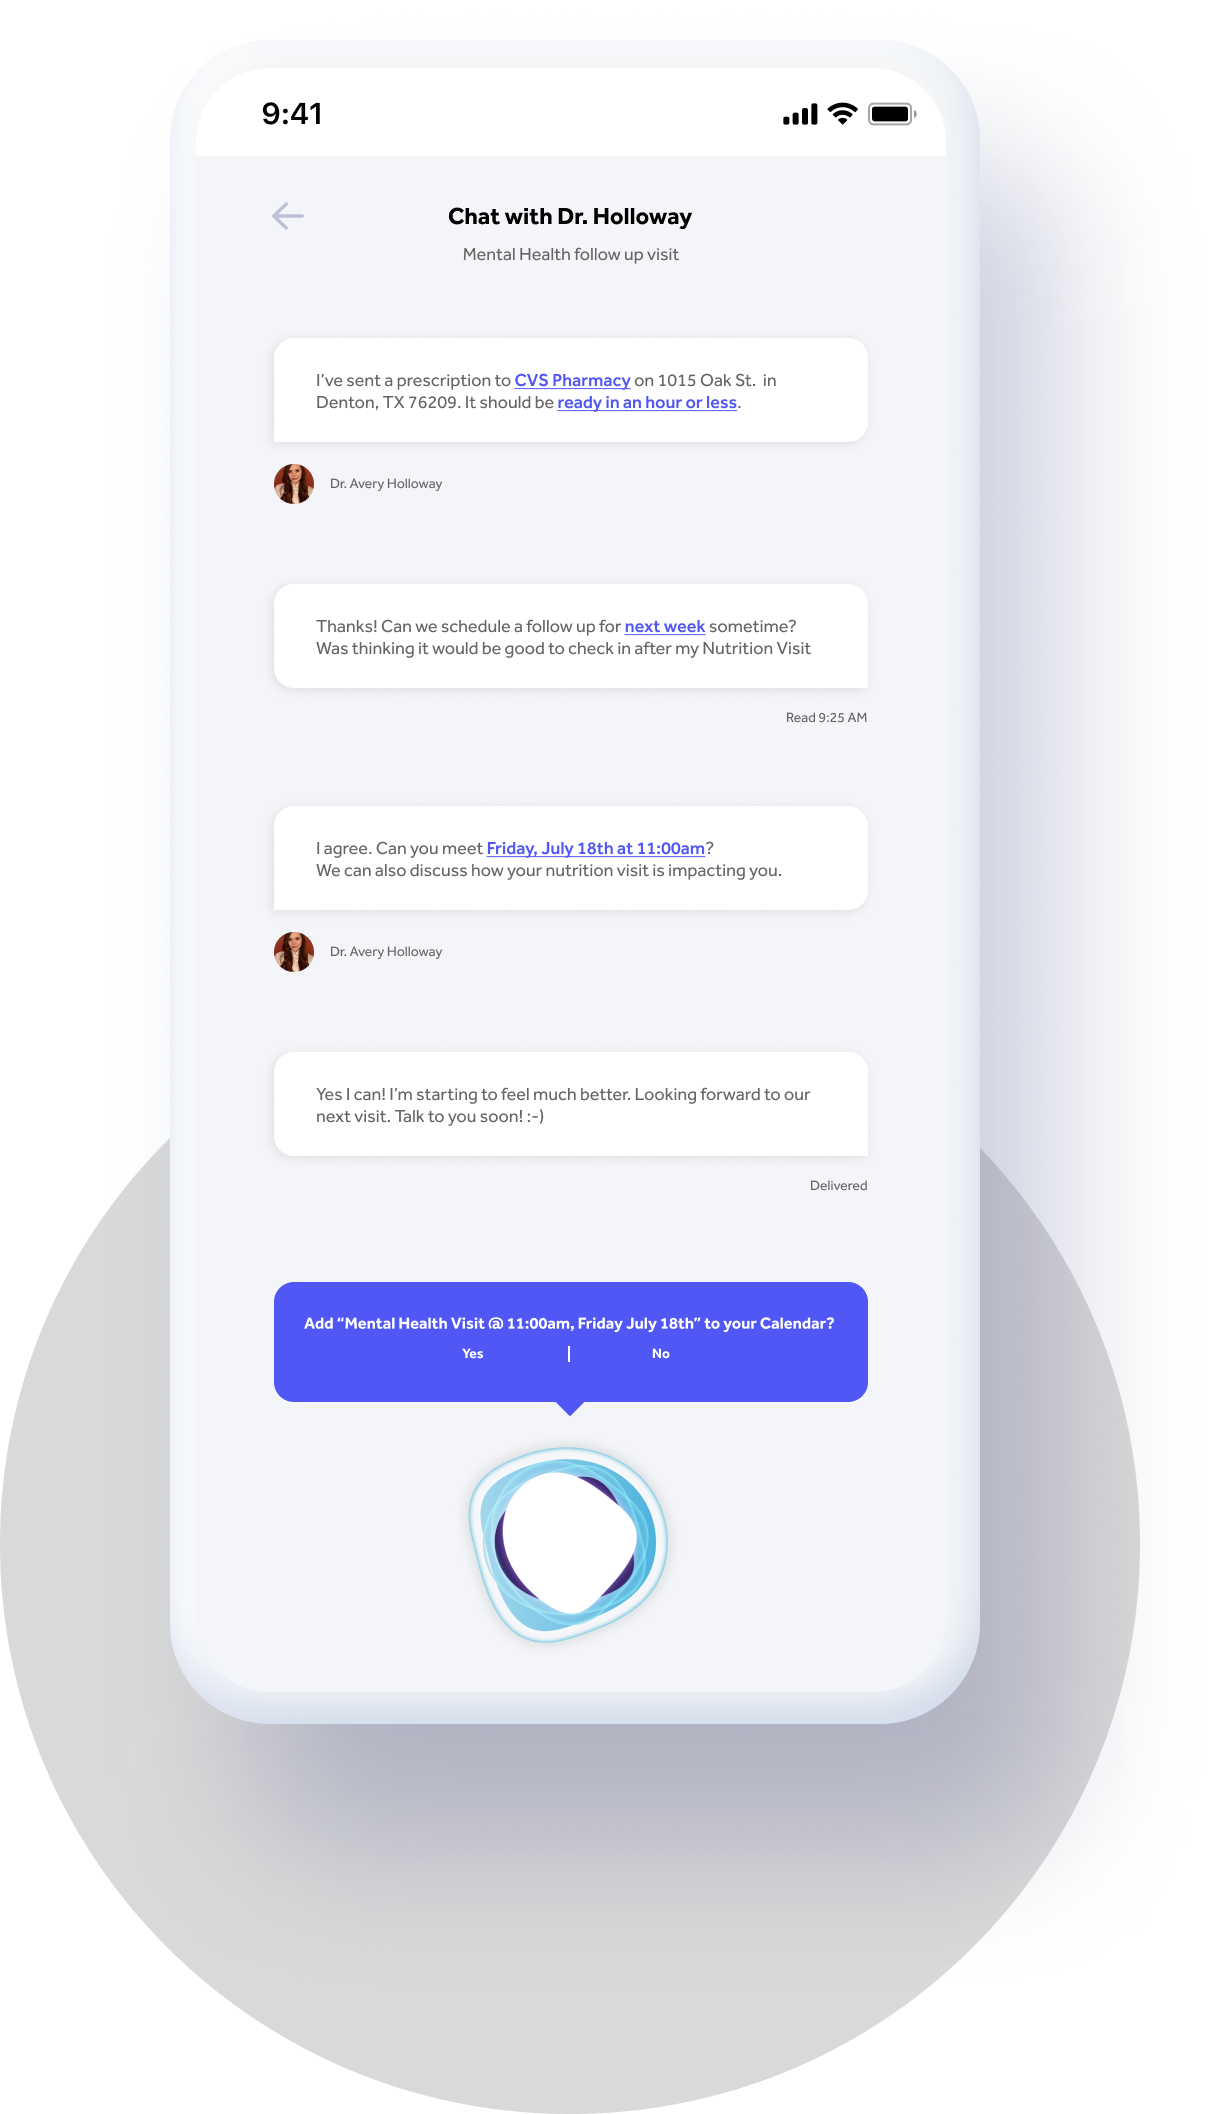 9:41
Chat with Dr. Holloway
Mental Health follow up visit
I’ve sent a prescription to CVS Pharmacy on 1015 Oak St. in
Denton, TX 76209. It should be ready in an hour or less.
Dr. Avery Holloway
Thanks! Can we schedule a follow up for next week sometime?
Was thinking it would be good to check in after my Nutrition Visit
Read 9:25 AM
I agree. Can you meet Friday, July 18th at 11:00am?
We can also discuss how your nutrition visit is impacting you.
Dr. Avery Holloway
Yes I can! I’m starting to feel much better. Looking forward to our
next visit. Talk to you soon! :-)
Delivered
Add “Mental Health Visit @ 11:00am, Friday July 18th” to your Calendar?
Yes | No